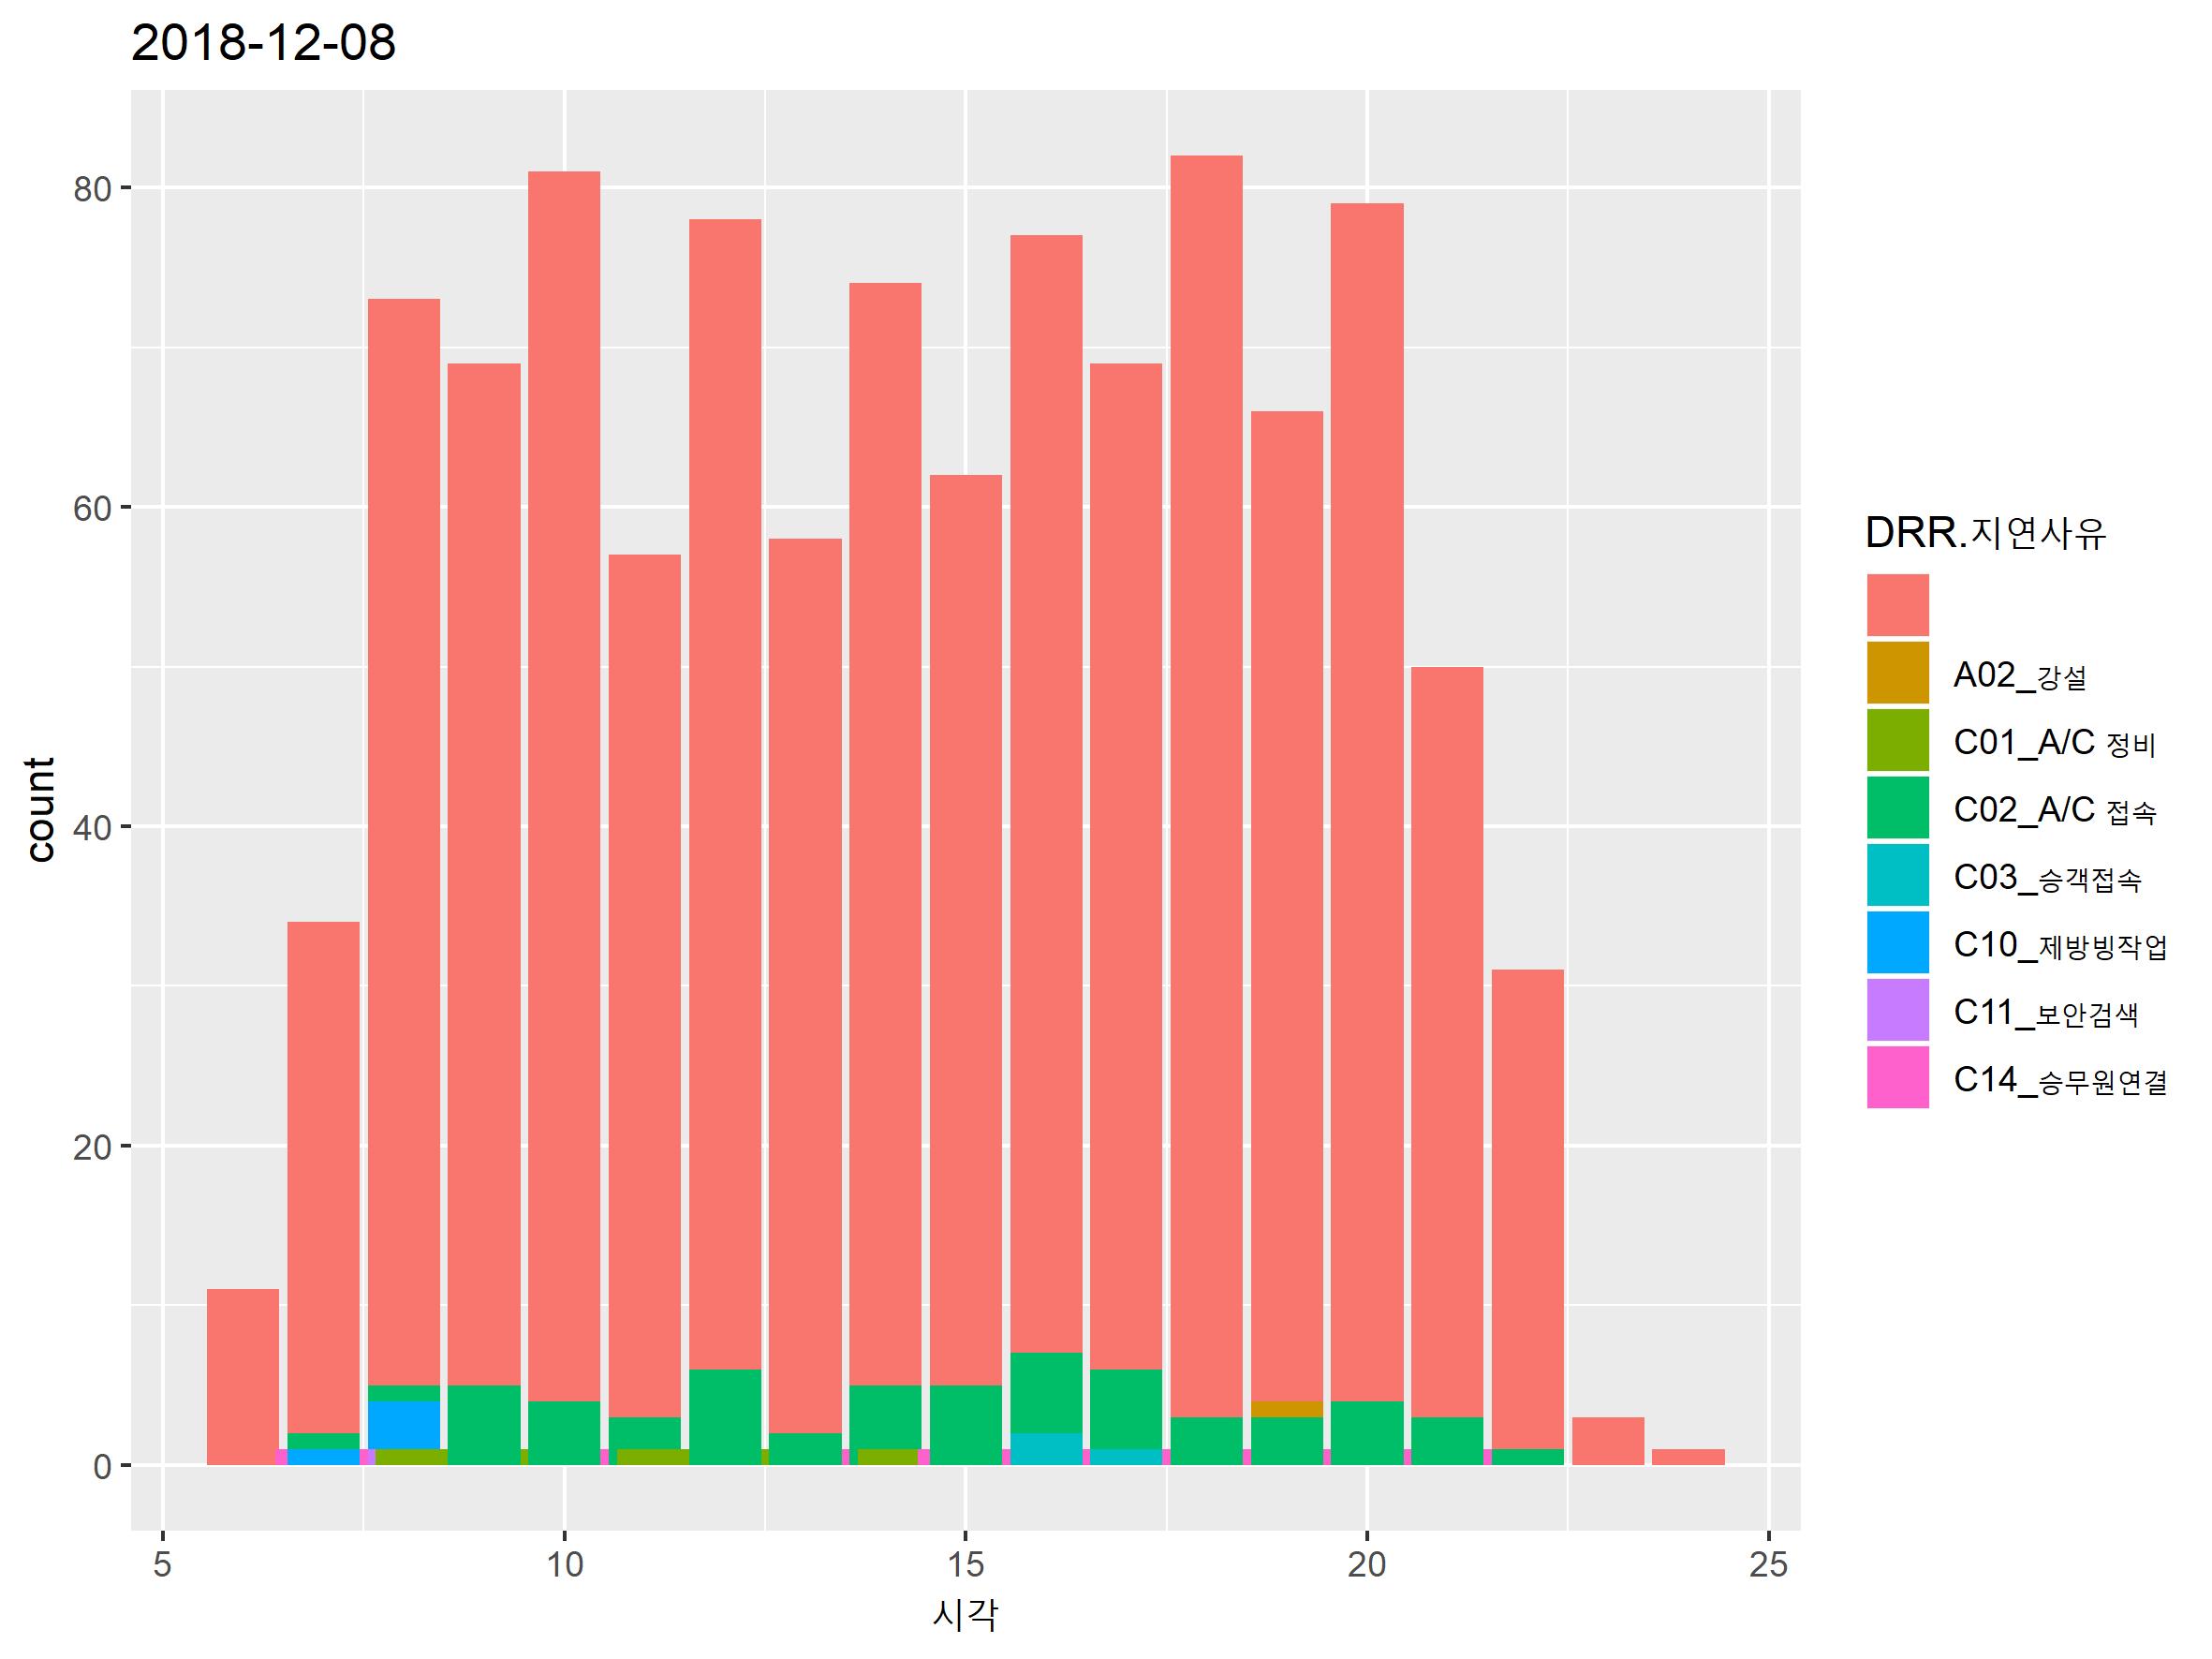 2018-12-08
80
60
40
20
0
count
5 10 15 20 25
시각
DRR.지연사유
A02_강설
C01_A/C 정비
C02_A/C 접속
C03_승객접속
C10_제방빙작업
C11_보안검색
C14_승무원연결